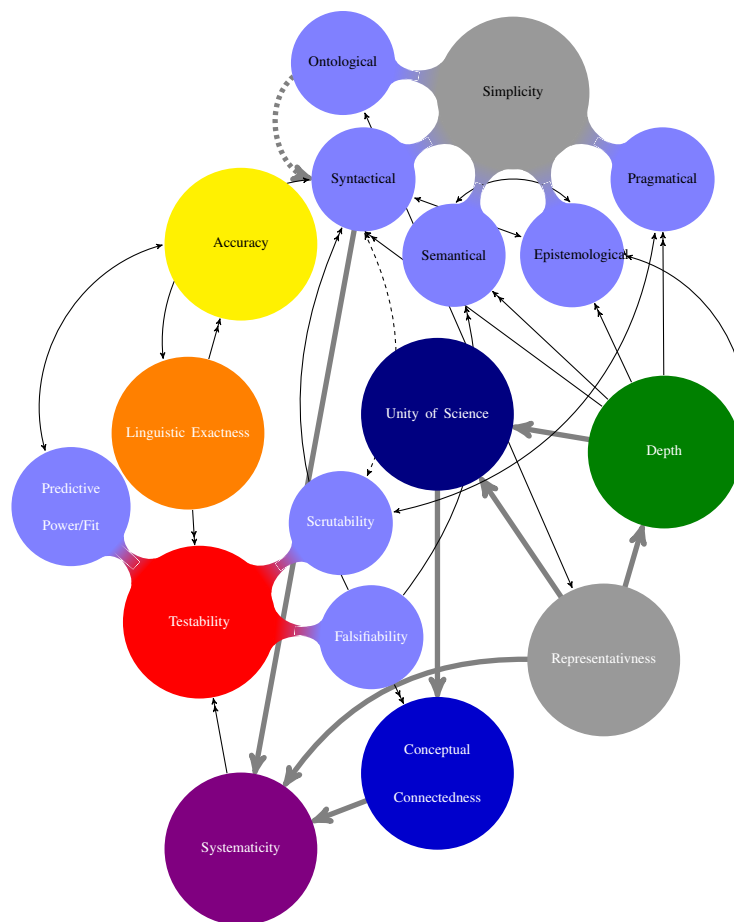 Ontological
Simplicity
Syntactical
Pragmatical
Accuracy
Semantical
Epistemological
Unity of Science
Linguistic Exactness
Depth
Predictive
Power/Fit
Scrutability
Testability
Falsifiability
Representativness
Conceptual
Connectedness
Systematicity